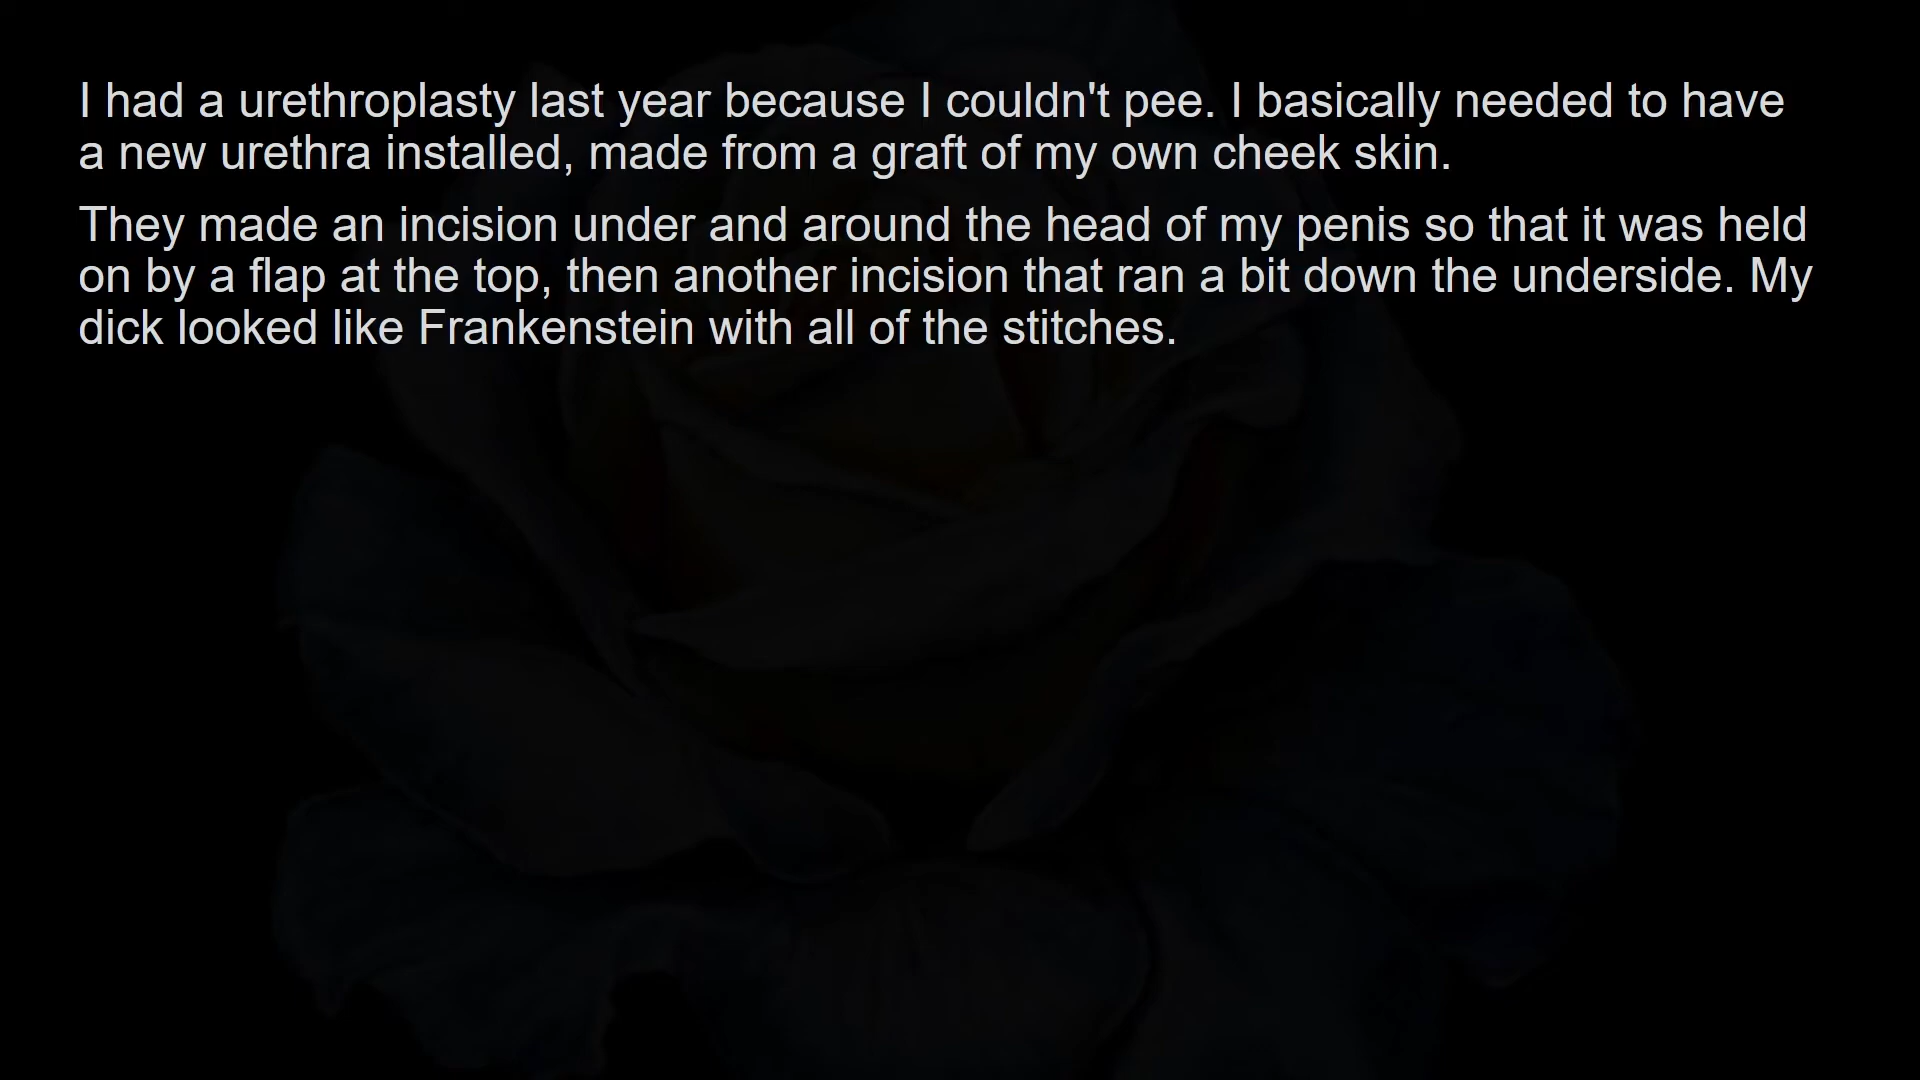 I had a urethroplasty last year because I couldn't pee. I basically needed to have
a new urethra installed, made from a graft of my own cheek skin.
They made an incision under and around the head of my penis so that it was held
on by a flap at the top, then another incision that ran a bit down the underside. My
dick looked like Frankenstein with all of the stitches.